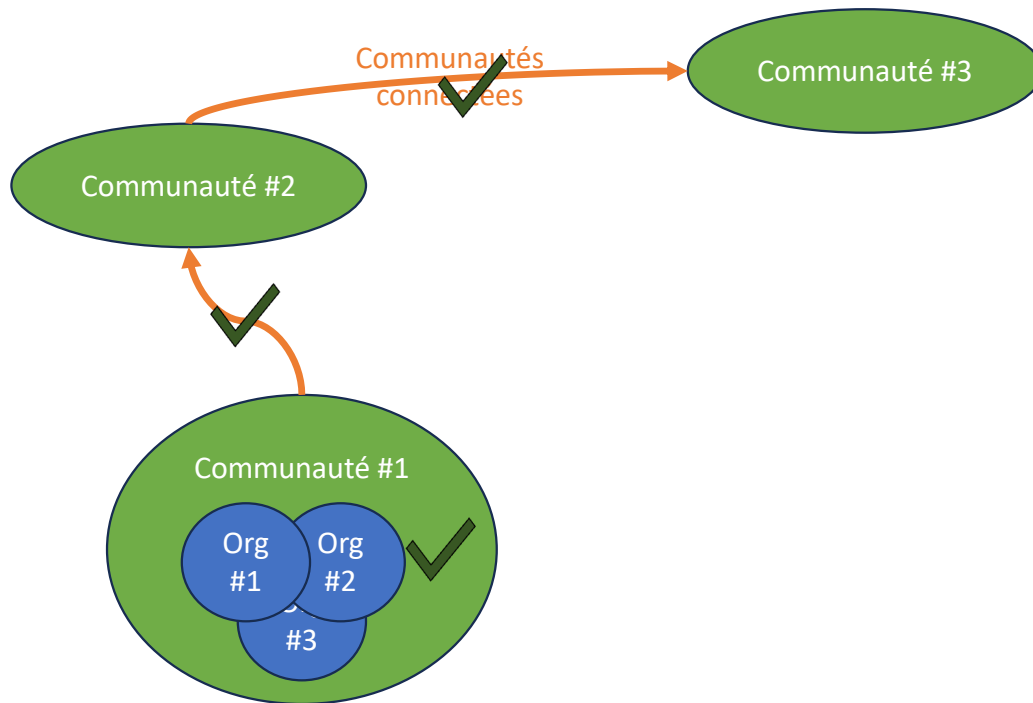 Communautés
connectées
Communauté #3
Communauté #2
Communauté #1
Org
#1
Org
#2
#3